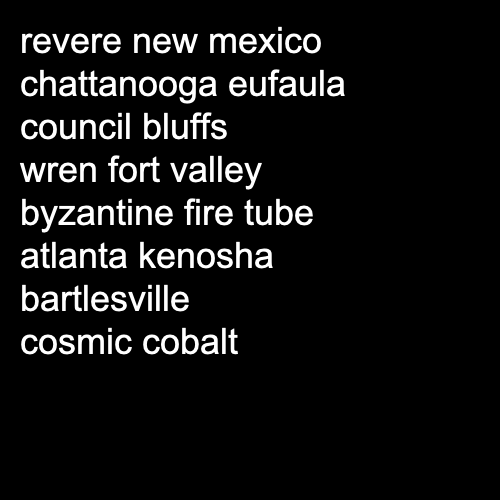 revere new mexico
chattanooga eufaula
council bluffs
wren fort valley
byzantine fire tube
atlanta kenosha
bartlesville
cosmic cobalt